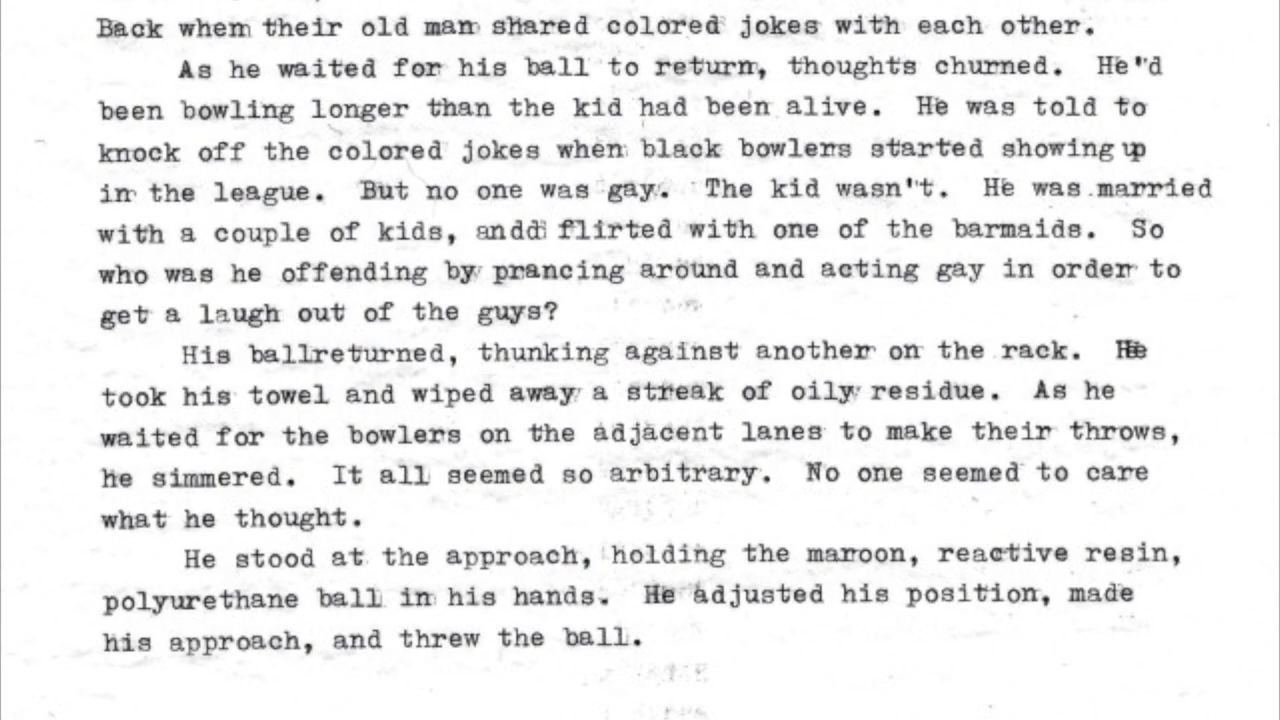 Back when their old man shared colored jokes with each other.
As he waited for his ball to return, thoughts churned.  He'd
been bowling longer than the kid had been alive.  He was told to
knock off the colored jokes when black bowlers started showing up
in the league.  But no one was gay.  The kid wasn't.  He was married
with a couple of kids, andd flirted with one of the barmaids.  So
who was he offending by prancing around and acting gay in order to
get a laugh out of the guys?
His ballreturned, thunking against another on the rack.  He
took his towel and wiped away a streak of oily residue.  As he
waited for the bowlers on the adjacent lanes to make their throws,
he simmered.  It all seemed so arbitrary.  No one seemed to care
what he thought.
He stood at the approach, holding the maroon, reactive resin,
polyurethane ball in his hands.  He adjusted his position, made
his approach, and threw the ball.